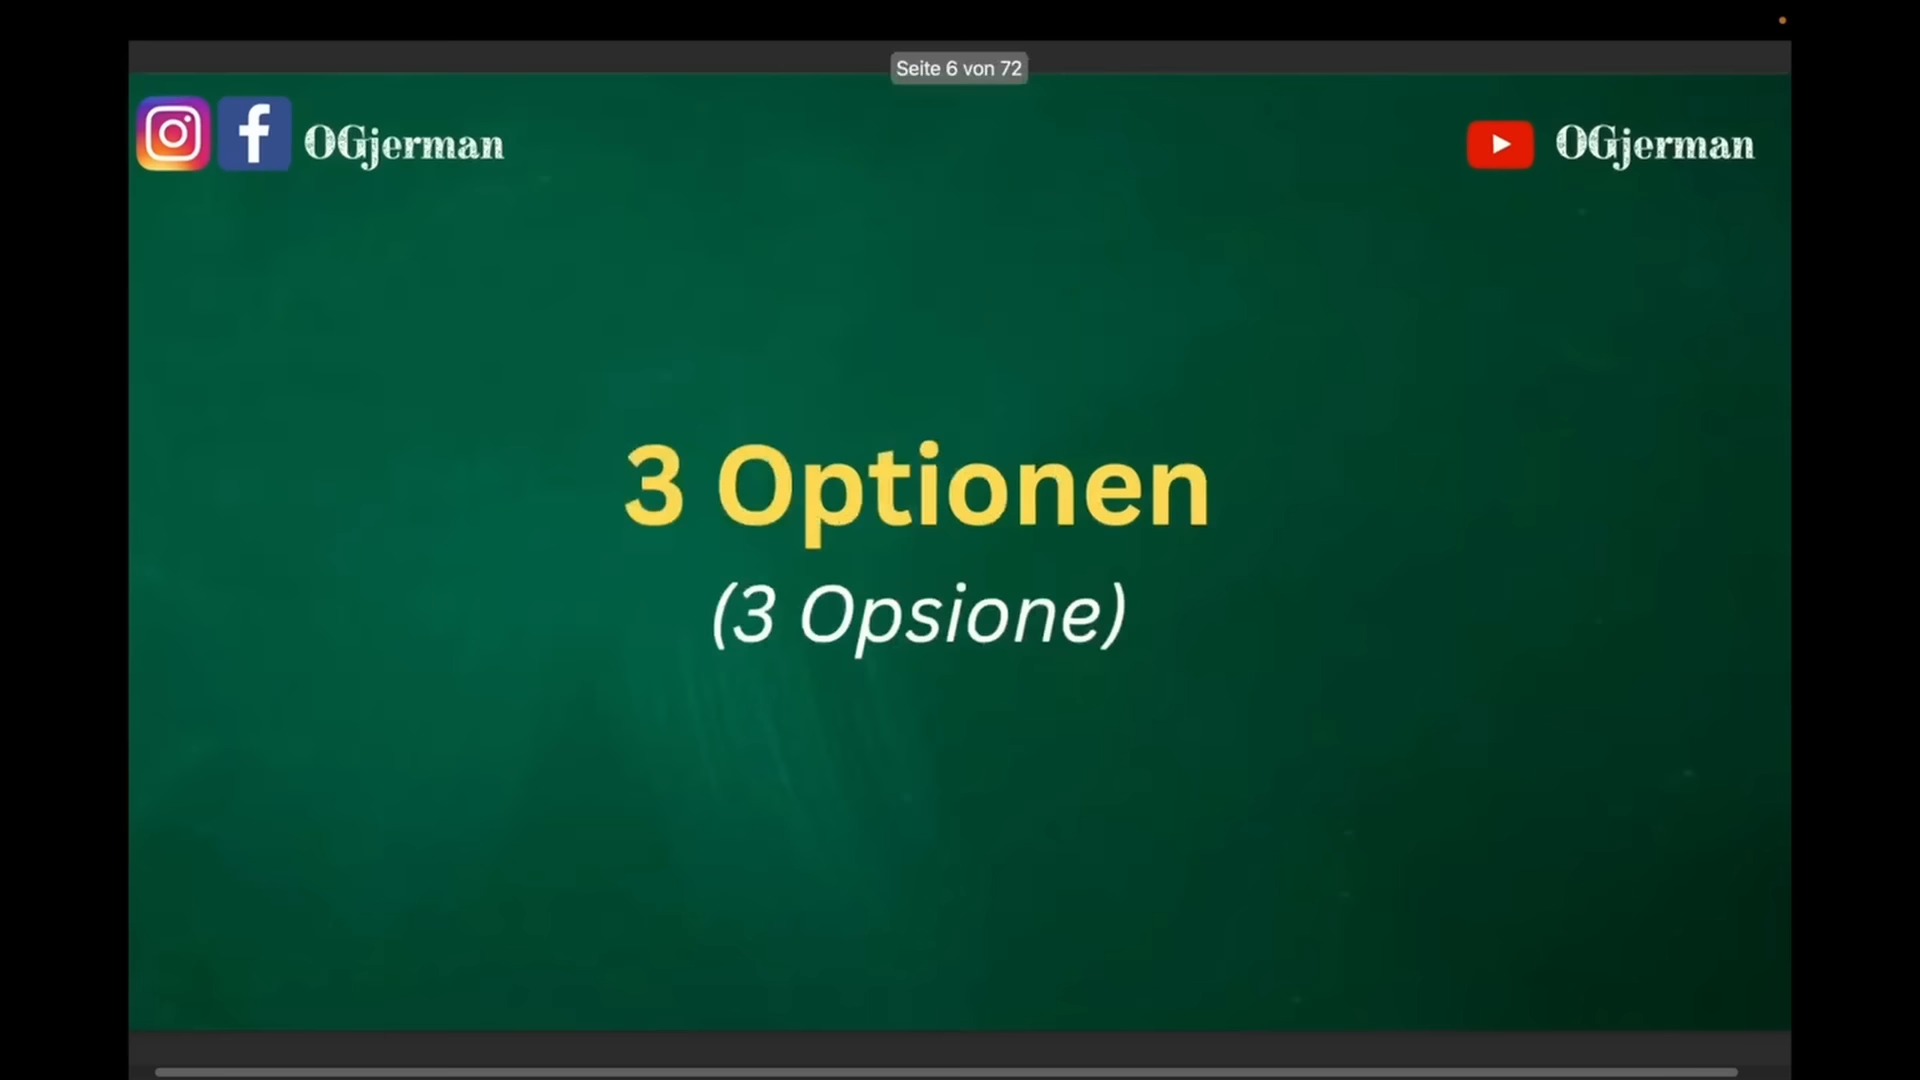 Seite 6 von 72
OGjerman
OGjerman
3 Optionen
(3 Opsione)